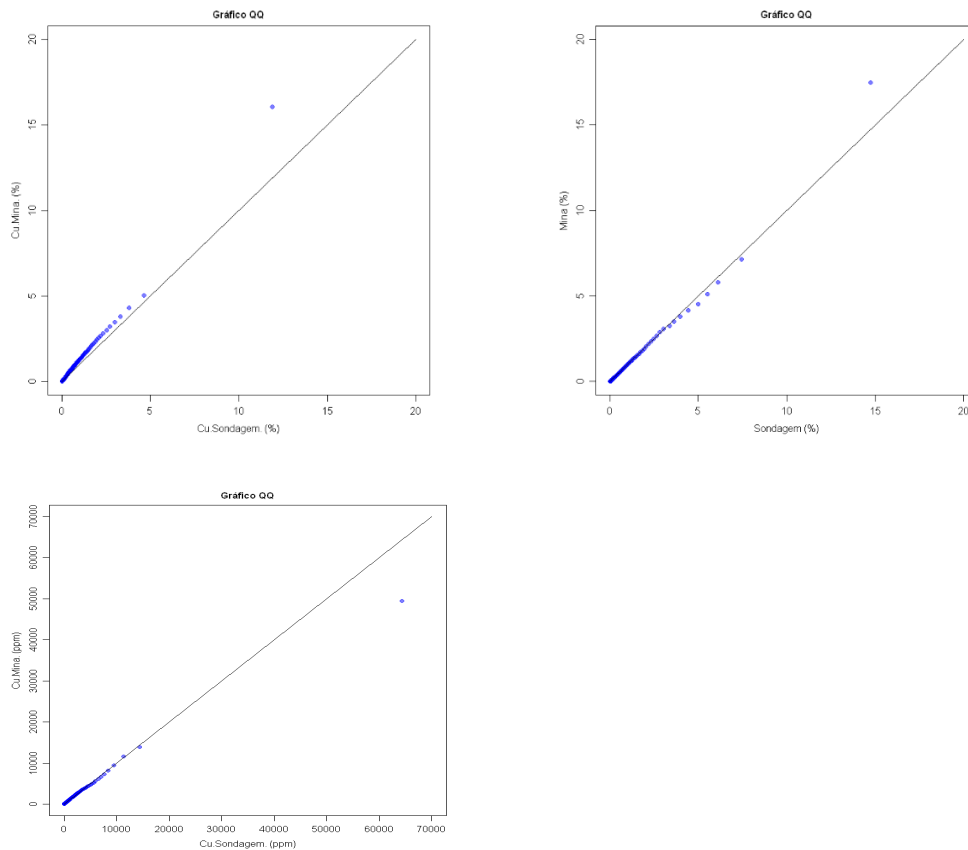 Gráfico QQ
20
15
10
5
0
Cu.Mina. (%)
0 5 10 15 20
Cu.Sondagem. (%)
Gráfico QQ
20
15
10
5
0
Mina (%)
0 5 10 15 20
Sondagem (%)
Gráfico QQ
70000
60000
50000
40000
30000
20000
10000
0
Cu.Mina. (ppm)
0 10000 20000 30000 40000 50000 60000 70000
Cu.Sondagem. (ppm)